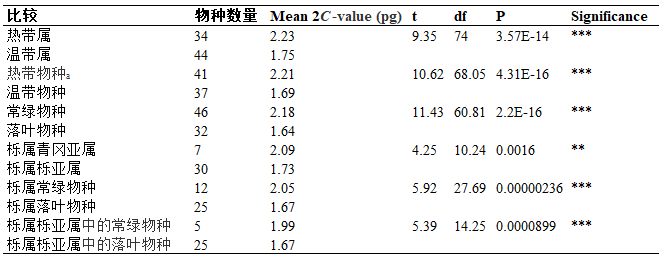 比较 物种数量 Mean 2C-value (pg) t df P Significance
热带属 34 2.23 9.35 74 3.57E-14 ***
温带属 44 1.75
热带物种a 41 2.21 10.62 68.05 4.31E-16 ***
温带物种 37 1.69
常绿物种 46 2.18 11.43 60.81 2.2E-16 ***
落叶物种 32 1.64
栎属青冈亚属 7 2.09 4.25 10.24 0.0016 **
栎属栎亚属 30 1.73
栎属常绿物种 12 2.05 5.92 27.69 0.00000236 ***
栎属落叶物种 25 1.67
栎属栎亚属中的常绿物种 5 1.99 5.39 14.25 0.0000899 ***
栎属栎亚属中的落叶物种 25 1.67